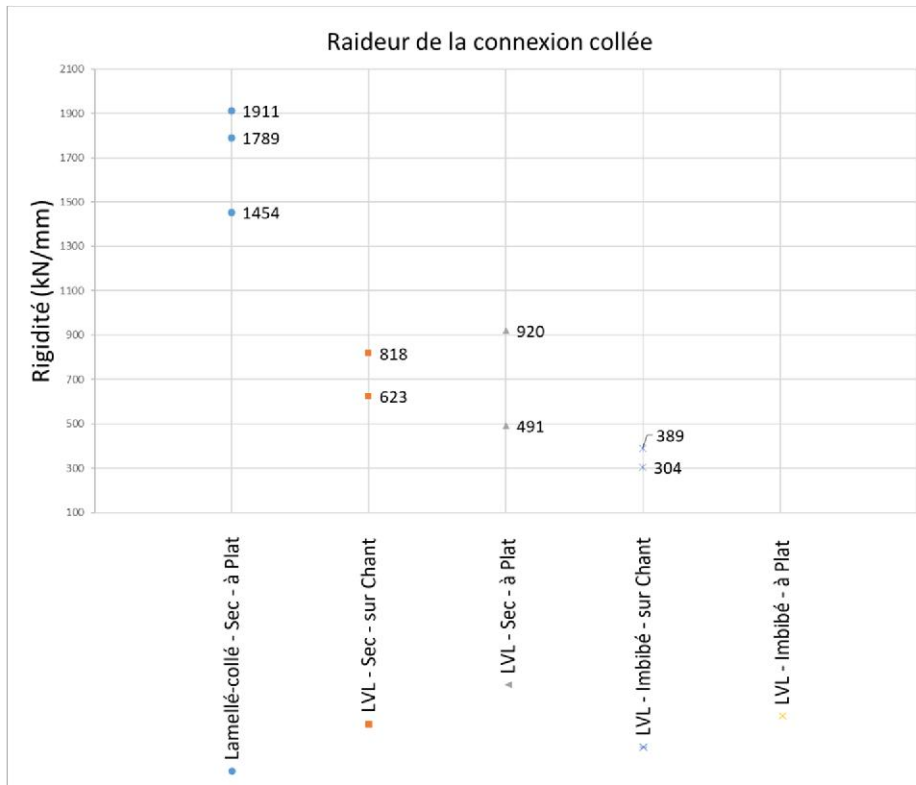 Raideur de la connexion collée
Rigidité (kN/mm)
2100
1900
1700
1500
1300
1100
900
700
500
300
100
1911
1789
1454
818
623
920
491
389
304
Lamellé-collé - Sec - à Plat
LVL - Sec - sur Chant
LVL - Sec - à Plat
LVL - Imbibé - sur Chant
LVL - Imbibé - à Plat